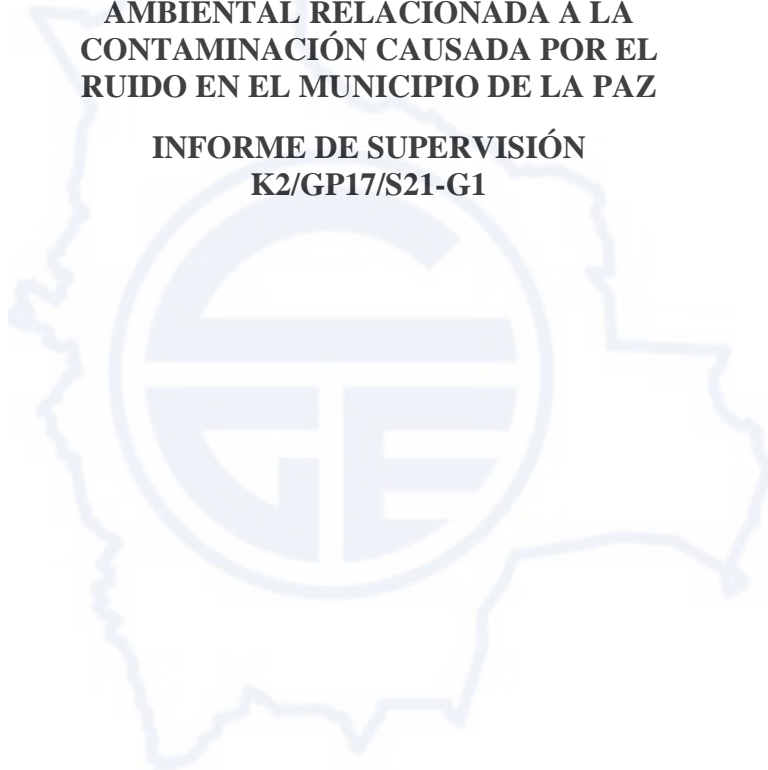 AMBIENTAL RELACIONADA A LA
CONTAMINACIÓN CAUSADA POR EL
RUIDO EN EL MUNICIPIO DE LA PAZ
INFORME DE SUPERVISIÓN
K2/GP17/S21-G1
CGE